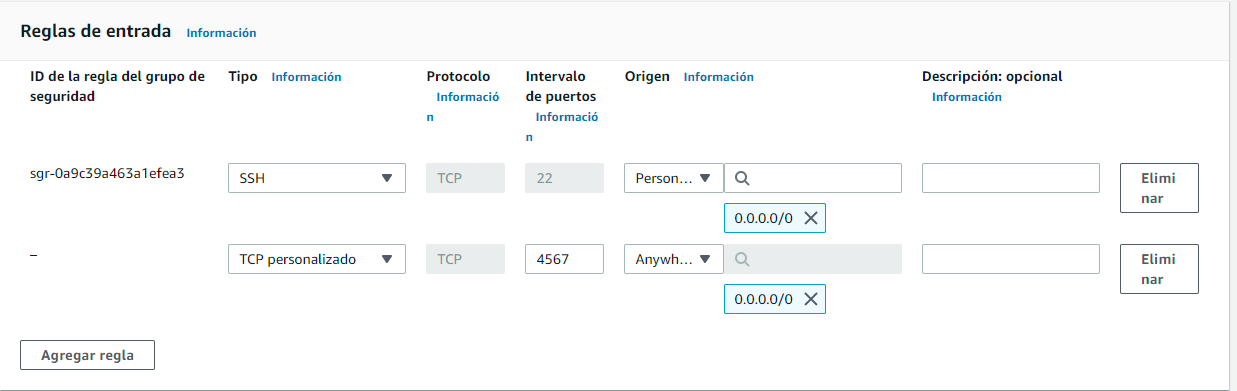 Reglas de entrada Información
ID de la regla del grupo de seguridad
Tipo Información
Protocolo Información
Intervalo de puertos Información
Origen Información
Descripción: opcional Información
sgr-0a9c39a463a1efea3 SSH TCP 22 Person... Eliminar
0.0.0.0/0
– TCP personalizado TCP 4567 Anywh... Eliminar
0.0.0.0/0
Agregar regla